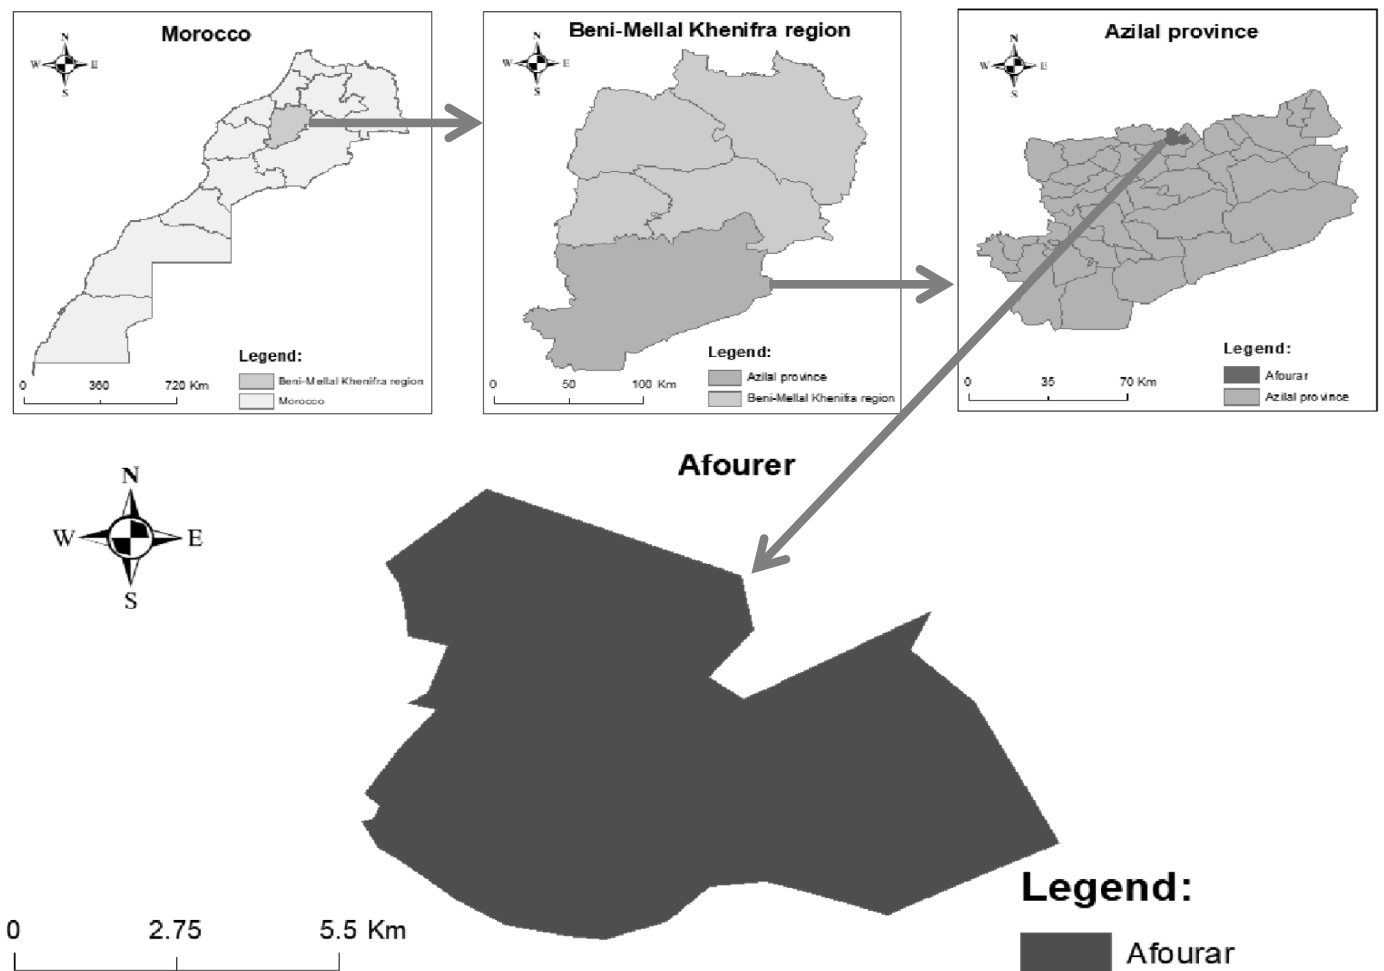 Morocco
N
W E
S
Legend:
0 360 720 Km
Beni-Mellal Khenifra region
Morocco
Beni-Mellal Khenifra region
N
W E
S
Legend:
0 50 100 Km
Azilal province
Beni-Mellal Khenifra region
Azilal province
N
W E
S
Legend:
0 35 70 Km
Afourar
Azilal province
Afourer
N
W E
S
0 2.75 5.5 Km
Legend:
Afourar